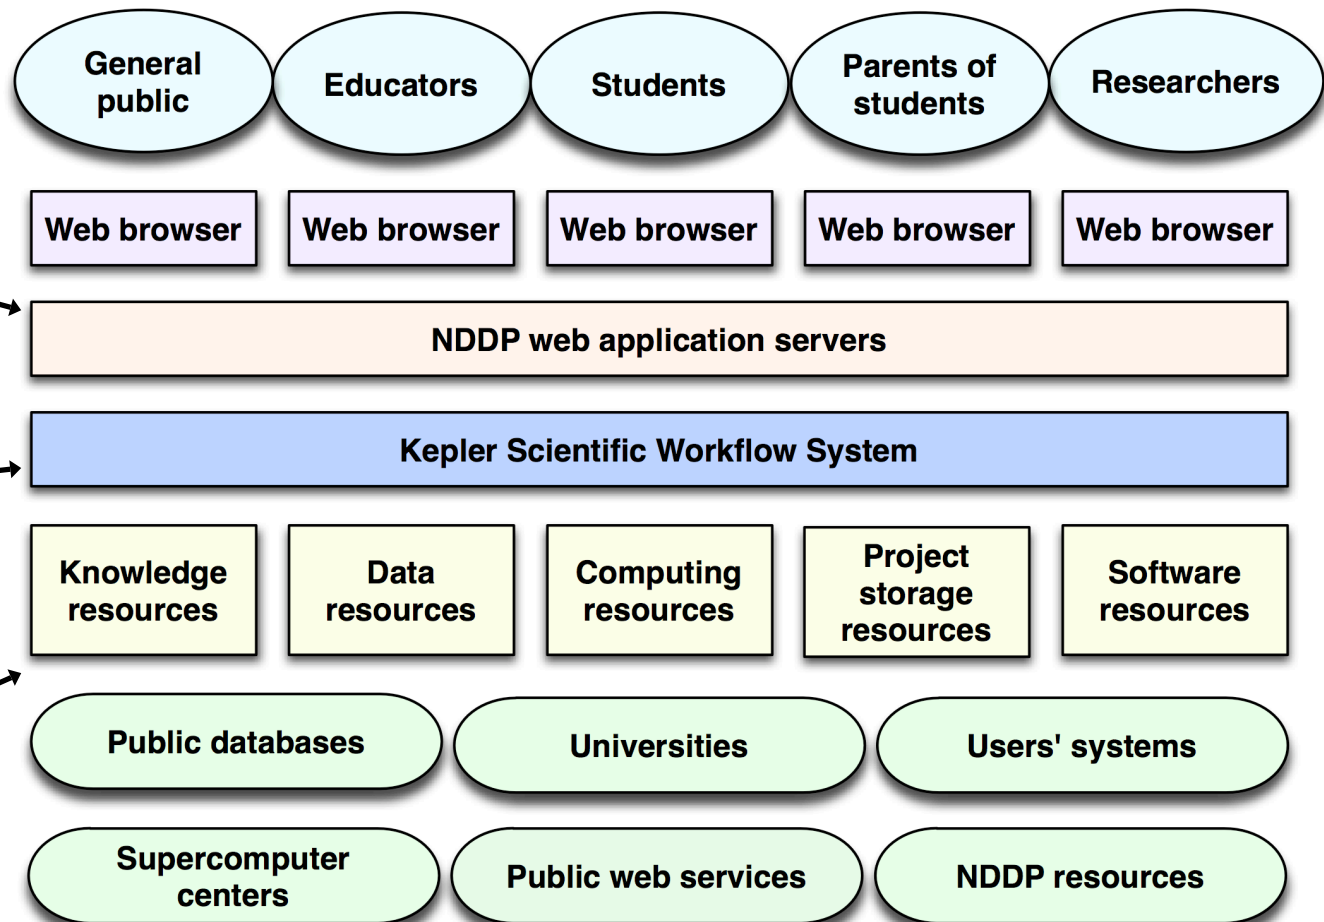 General
public
Educators
Students
Parents of
students
Researchers
Web browser
Web browser
Web browser
Web browser
Web browser
NDDP web application servers
Kepler Scientific Workflow System
Knowledge
resources
Data
resources
Computing
resources
Project
storage
resources
Software
resources
Public databases
Universities
Users' systems
Supercomputer
centers
Public web services
NDDP resources